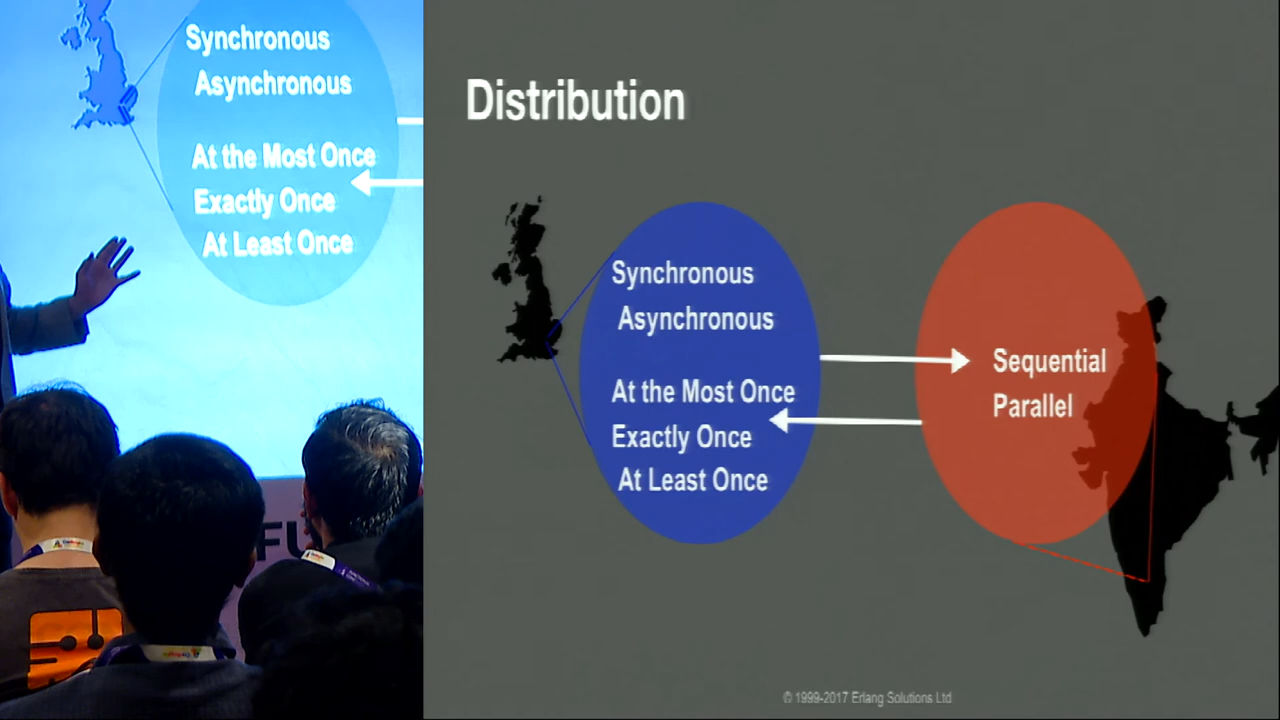 Synchronous
Asynchronous
At the Most Once
Exactly Once
At Least Once
FU
Distribution
Synchronous
Asynchronous
At the Most Once
Exactly Once
At Least Once
Sequential
Parallel
© 1999-2017 Erlang Solutions Ltd